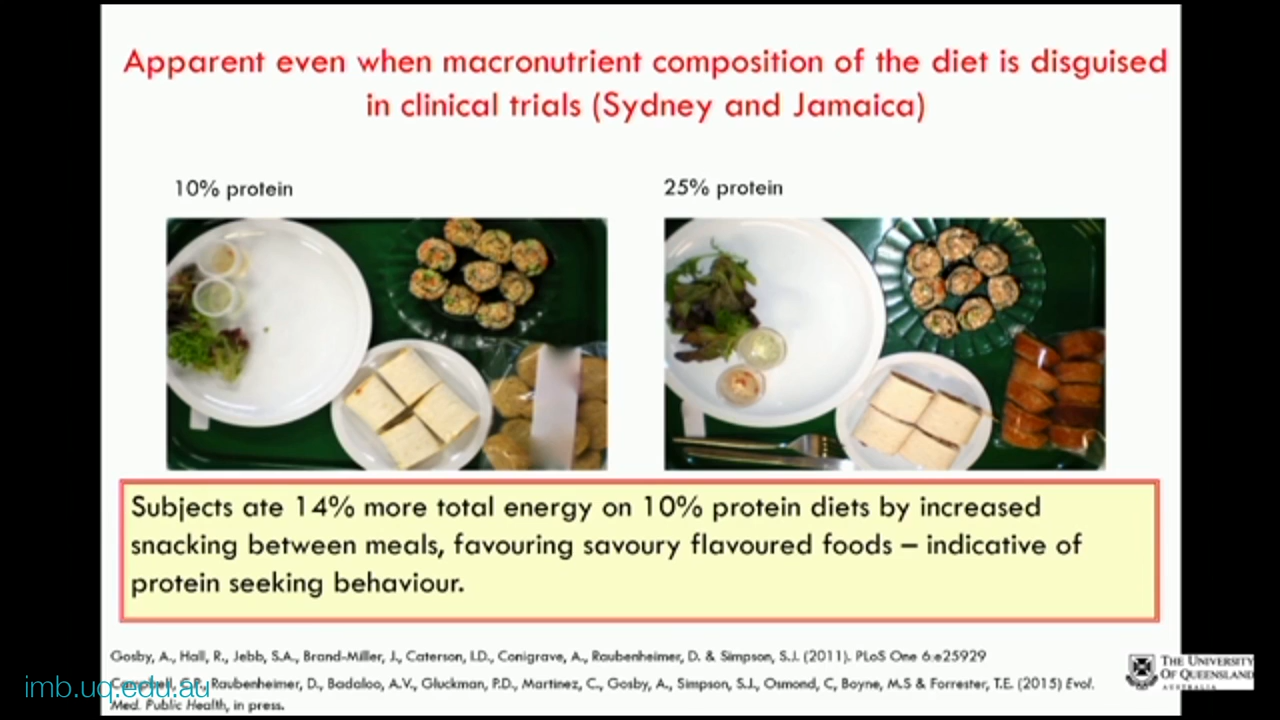 Apparent even when macronutrient composition of the diet is disguised
in clinical trials (Sydney and Jamaica)
10% protein
25% protein
Subjects ate 14% more total energy on 10% protein diets by increased
snacking between meals, favouring savoury flavoured foods – indicative of
protein seeking behaviour.
Gosby, A., Hall, R., Jebb, S.A., Brand-Miller, J., Caterson, I.D., Conigrave, A., Raubenheimer, D. & Simpson, S.J. (2011). PLoS One 6:e25929
Raubenheimer, D., Badaloo, A.V., Gluckman, P.D., Martinez, C., Gosby, A., Simpson, S.J., Osmond, C, Boyne, M.S & Forrester, T.E. (2015) Evol.
Med. Public Health, in press.
imb.uq.edu.au
THE UNIVERSITY
OF QUEENSLAND
AUSTRALIA